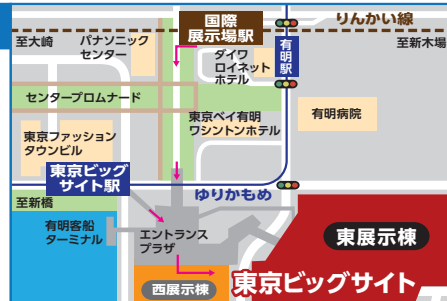 国際
展示場駅
りんかい線
至大崎
パナソニック
センター
有明駅
至新木場
ダイワ
ロイネット
ホテル
センタープロムナード
東京ベイ有明
ワシントンホテル
有明病院
東京ファッション
タウンビル
東京ビッグ
サイト駅
ゆりかもめ
至新橋
有明客船
ターミナル
エントランス
プラザ
東展示棟
東京ビッグサイト
西展示棟